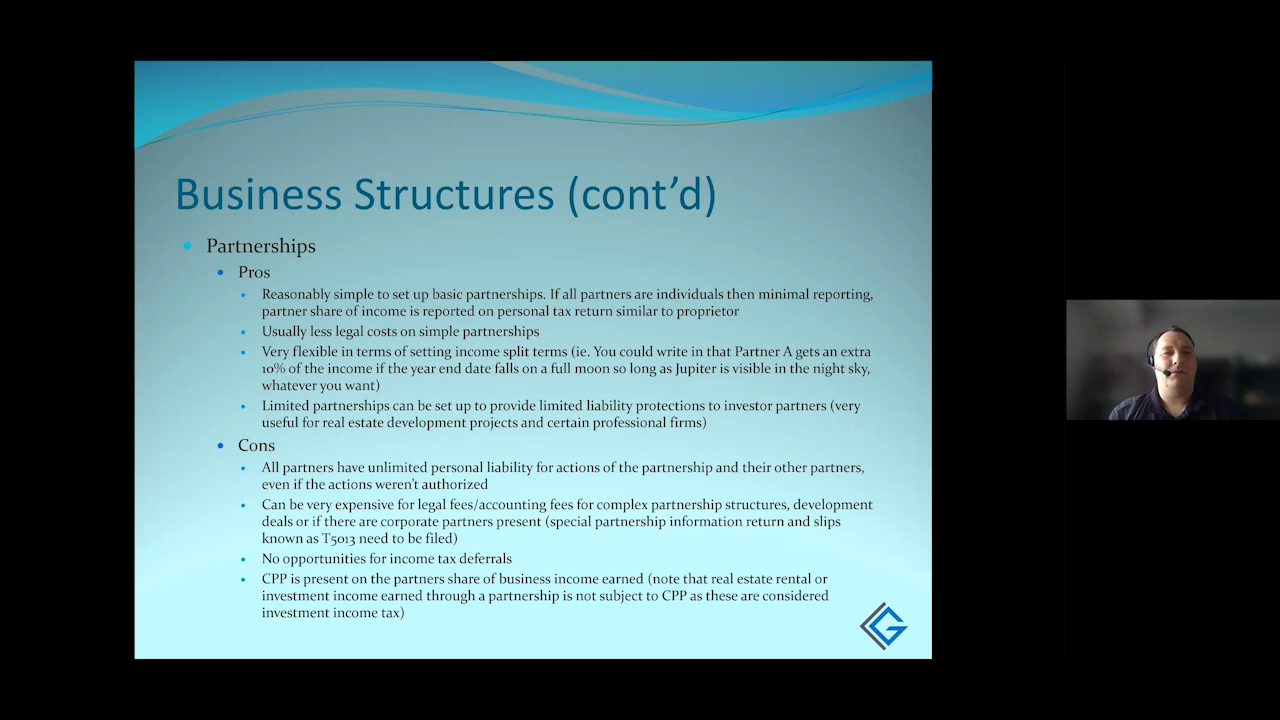 Business Structures (cont’d)
Partnerships
Pros
Reasonably simple to set up basic partnerships. If all partners are individuals then minimal reporting,
partner share of income is reported on personal tax return similar to proprietor
Usually less legal costs on simple partnerships
Very flexible in terms of setting income split terms (ie. You could write in that Partner A gets an extra
10% of the income if the year end date falls on a full moon so long as Jupiter is visible in the night sky,
whatever you want)
Limited partnerships can be set up to provide limited liability protections to investor partners (very
useful for real estate development projects and certain professional firms)
Cons
All partners have unlimited personal liability for actions of the partnership and their other partners,
even if the actions weren’t authorized
Can be very expensive for legal fees/accounting fees for complex partnership structures, development
deals or if there are corporate partners present (special partnership information return and slips
known as T5013 need to be filed)
No opportunities for income tax deferrals
CPP is present on the partners share of business income earned (note that real estate rental or
investment income earned through a partnership is not subject to CPP as these are considered
investment income tax)